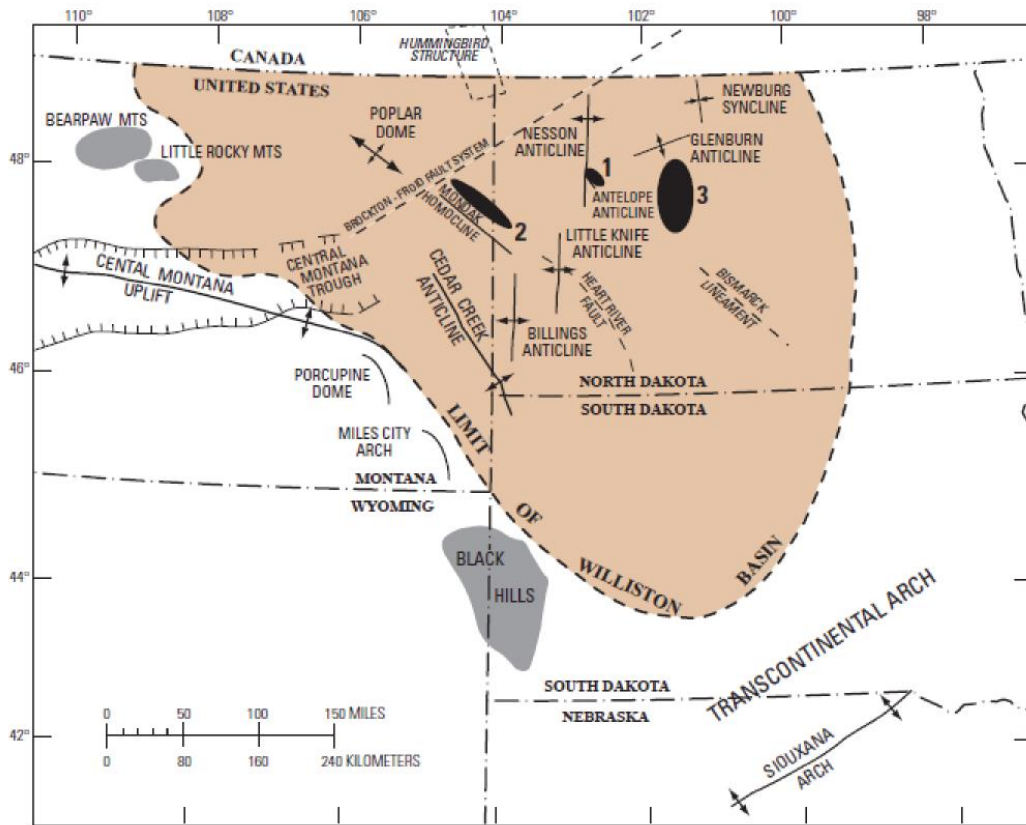 110°
108°
106°
104°
102°
100°
98°
HUMMINGBIRD
STRUCTURE
CANADA
UNITED STATES
BEARPAW MTS
LITTLE ROCKY MTS
POPLAR
DOME
NESSON
ANTICLINE
NEWBURG
SYNCLINE
GLENBURN
ANTICLINE
48°
BROCKTON - FROID FAULT SYSTEM
1
ANTELOPE
ANTICLINE
3
MONDAK
HOMOCLINE
2
LITTLE KNIFE
ANTICLINE
CENTRAL
MONTANA
TROUGH
CENTAL MONTANA
UPLIFT
CEDAR CREEK
ANTICLINE
HEART RIVER
FAULT
BISMARCK
LINEAMENT
BILLINGS
ANTICLINE
46°
PORCUPINE
DOME
NORTH DAKOTA
SOUTH DAKOTA
MILES CITY
ARCH
LIMIT
OF
WILLISTON
BASIN
MONTANA
WYOMING
44°
BLACK
HILLS
TRANSCONTINENTAL ARCH
SOUTH DAKOTA
NEBRASKA
42°
0 50 100 150 MILES
0 80 160 240 KILOMETERS
SIOUXANA
ARCH